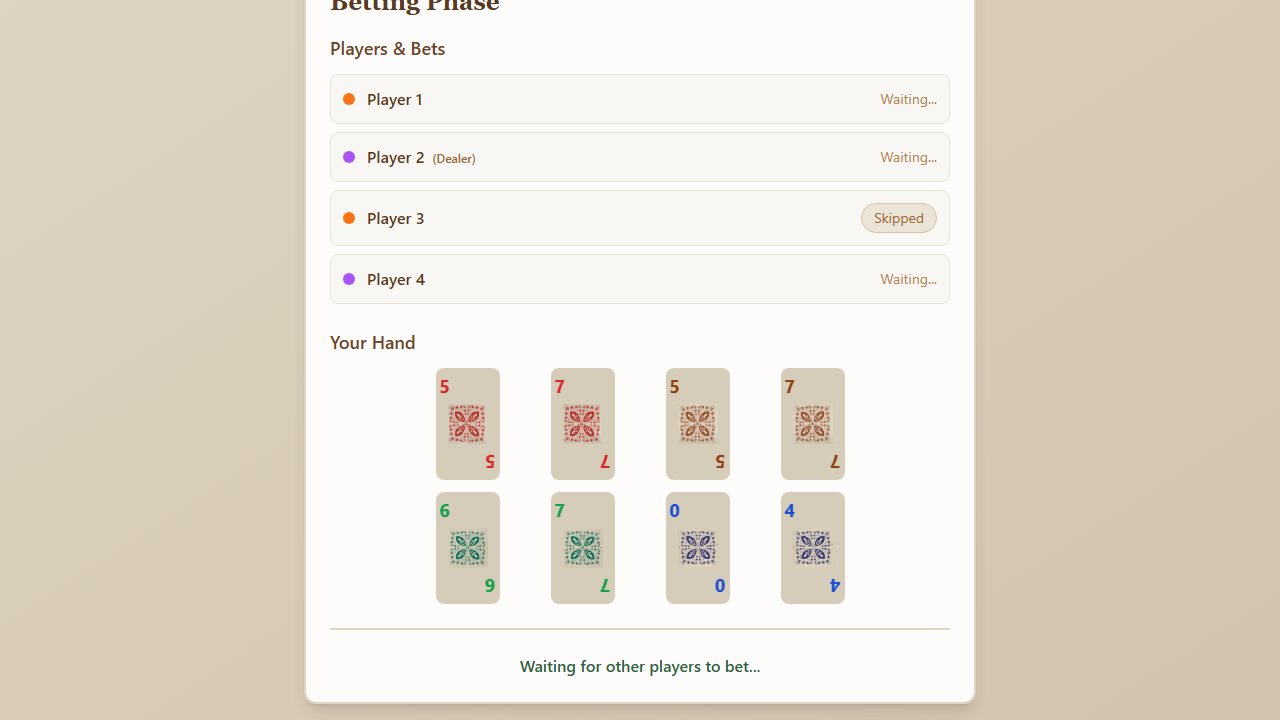 Betting Phase
Players & Bets
Player 1 Waiting...
Player 2 (Dealer) Waiting...
Player 3 Skipped
Player 4 Waiting...
Your Hand
5 7 5 7
5 7 5 7
6 7 0 4
6 7 0 4
Waiting for other players to bet...